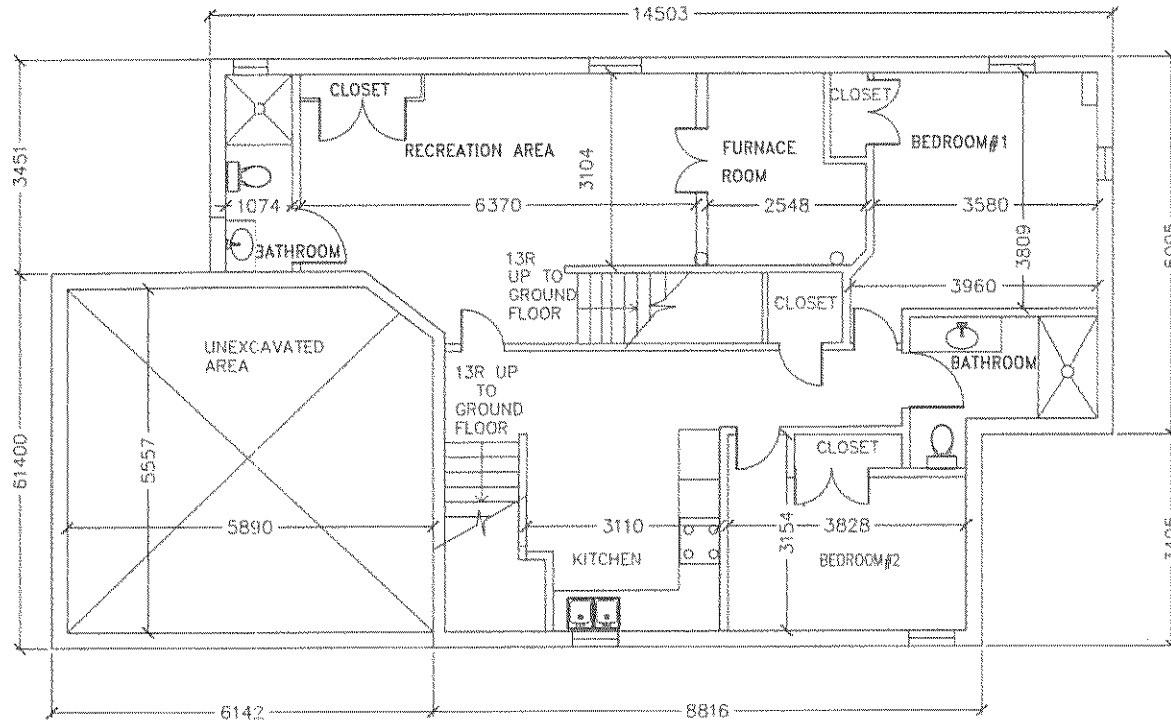 14503
CLOSET
CLOSET
RECREATION AREA
FURNACE
ROOM
BEDROOM#1
3451
3104
1074
6370
2548
3580
3809
BATHROOM
13R
UP TO
GROUND
FLOOR
CLOSET
3960
UNEXCAVATED
AREA
13R UP
TO
GROUND
FLOOR
BATHROOM
CLOSET
61400
5557
5890
3110
3154
3828
KITCHEN
BEDROOM#2
6142
8816